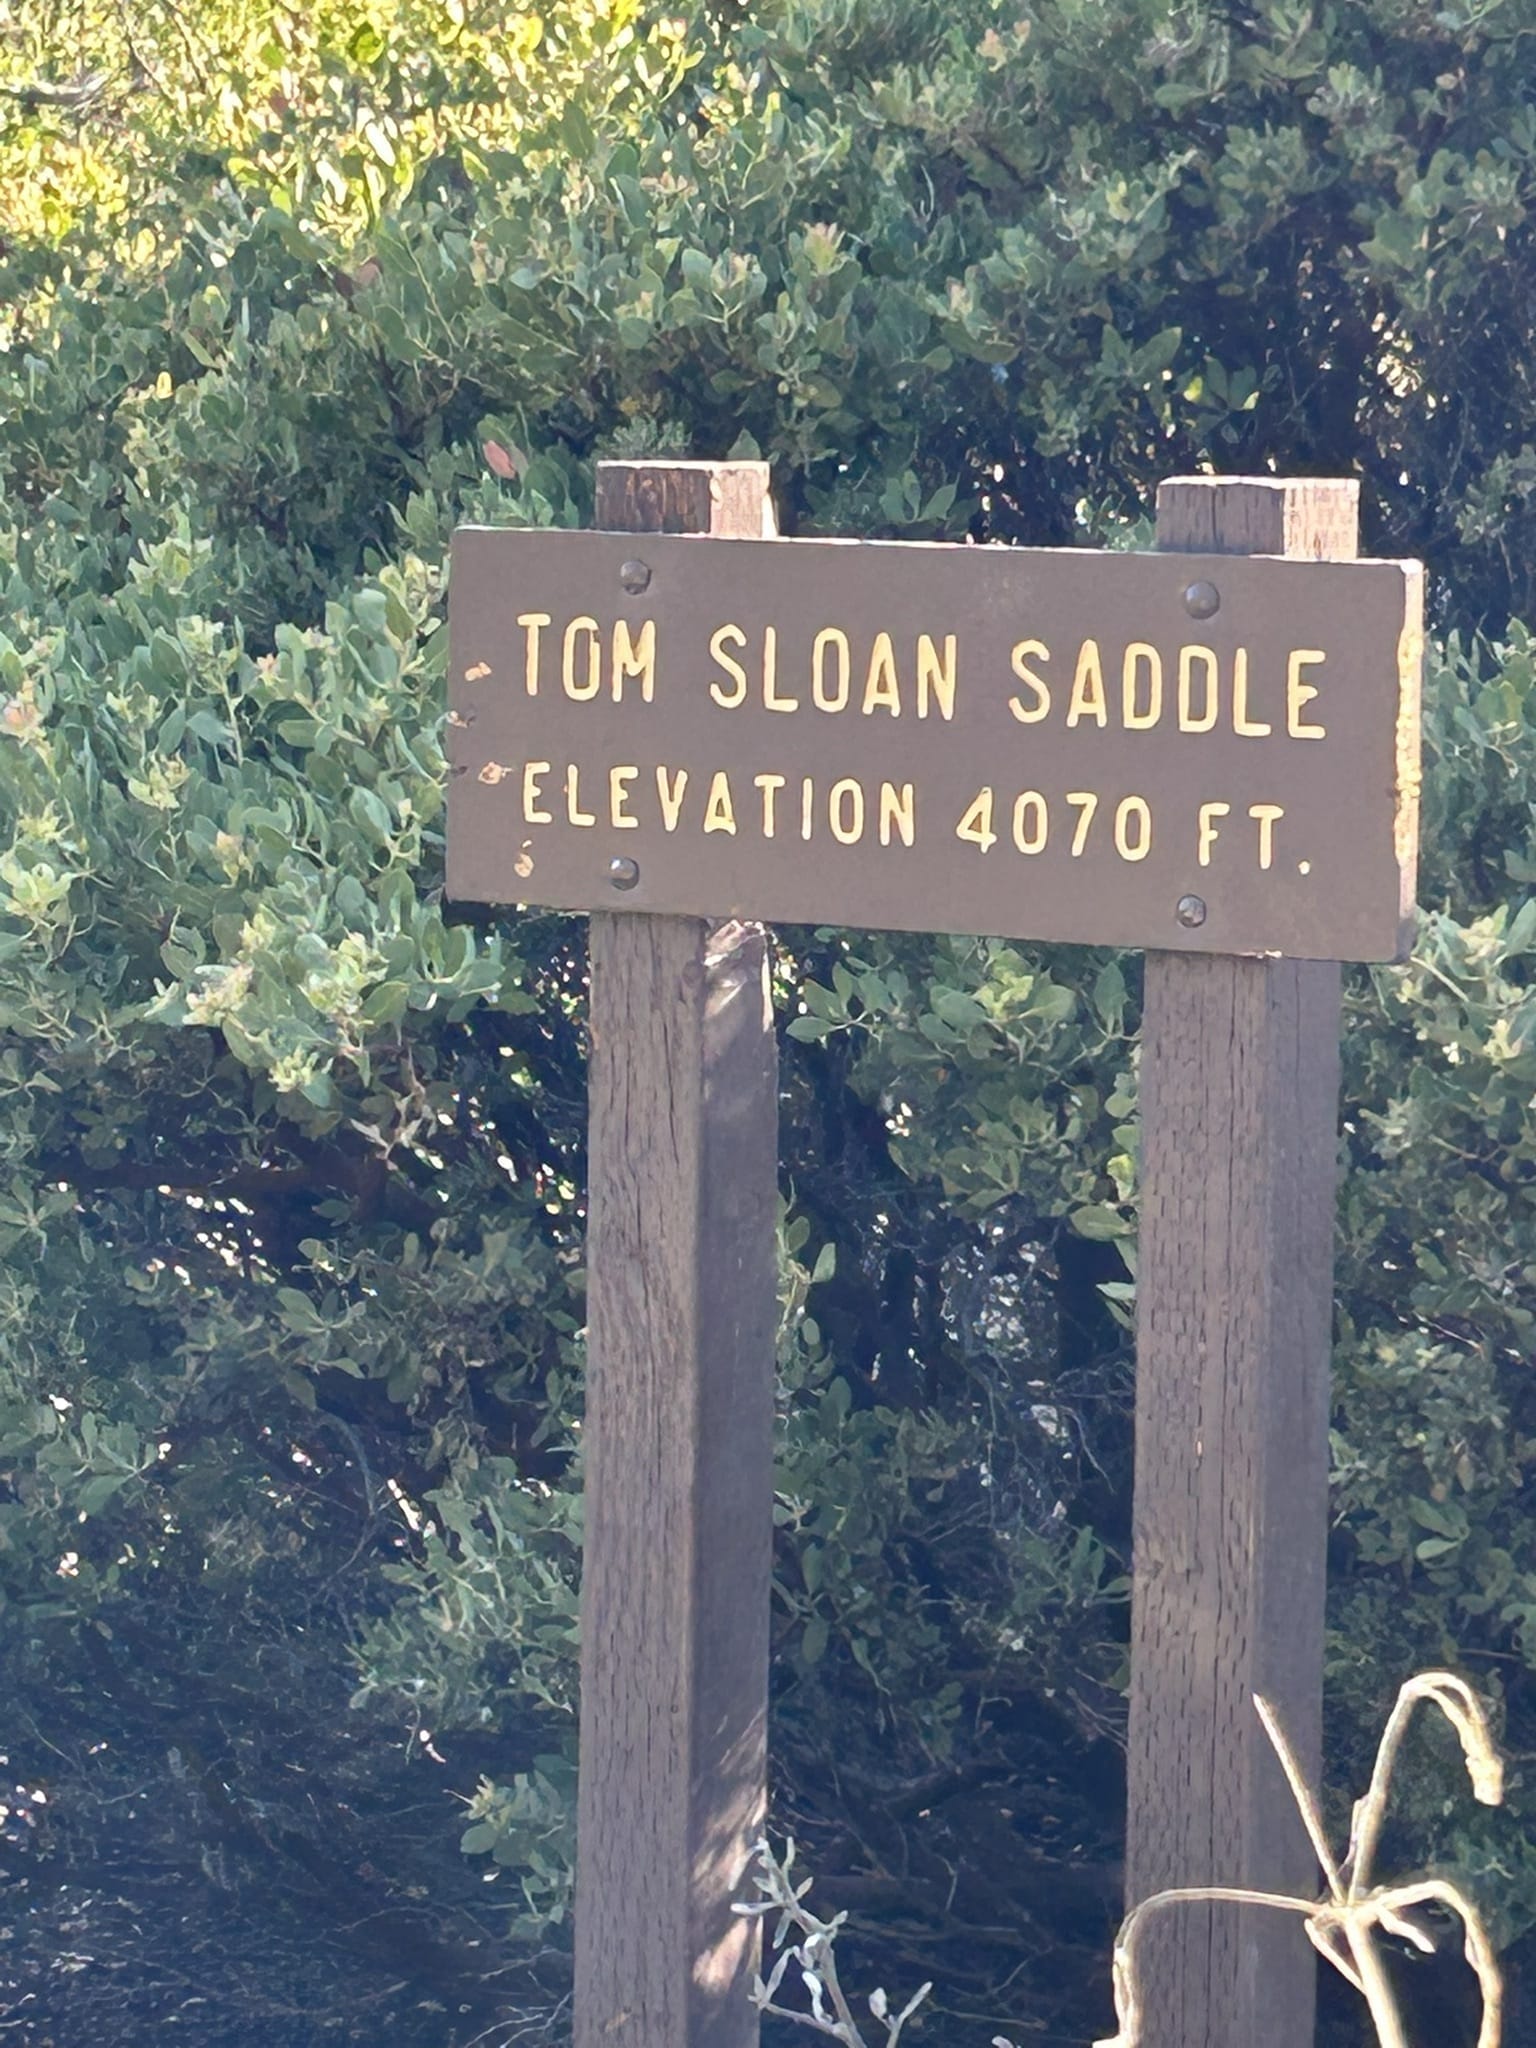 TOM SLOAN SADDLE
ELEVATION 4070 FT.